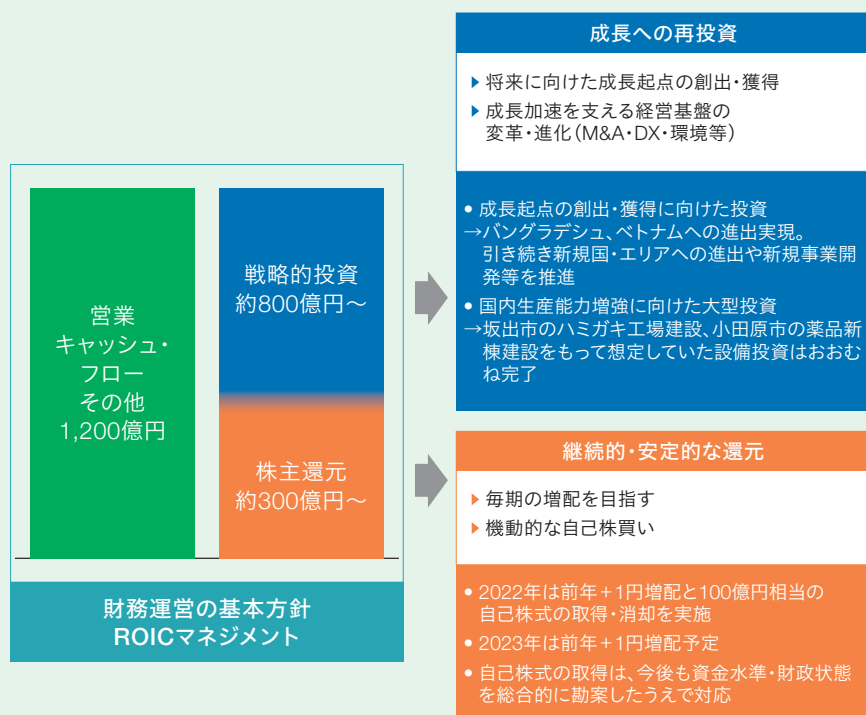 営業
キャッシュ・
フロー
その他
1,200億円
戦略的投資
約800億円～
株主還元
約300億円～
財務運営の基本方針
ROICマネジメント
成長への再投資
▶将来に向けた成長起点の創出・獲得
▶成長加速を支える経営基盤の
変革・進化（M&A・DX・環境等）
●成長起点の創出・獲得に向けた投資
→バングラデシュ、ベトナムへの進出実現。
引き続き新規国・エリアへの進出や新規事業開
発等を推進
●国内生産能力増強に向けた大型投資
→坂出市のハミガキ工場建設、小田原市の薬品新
棟建設をもって想定していた設備投資はおおむ
ね完了
継続的・安定的な還元
▶毎期の増配を目指す
▶機動的な自己株買い
●2022年は前年＋1円増配と100億円相当の
自己株式の取得・消却を実施
●2023年は前年＋1円増配予定
●自己株式の取得は、今後も資金水準・財政状態
を総合的に勘案したうえで対応